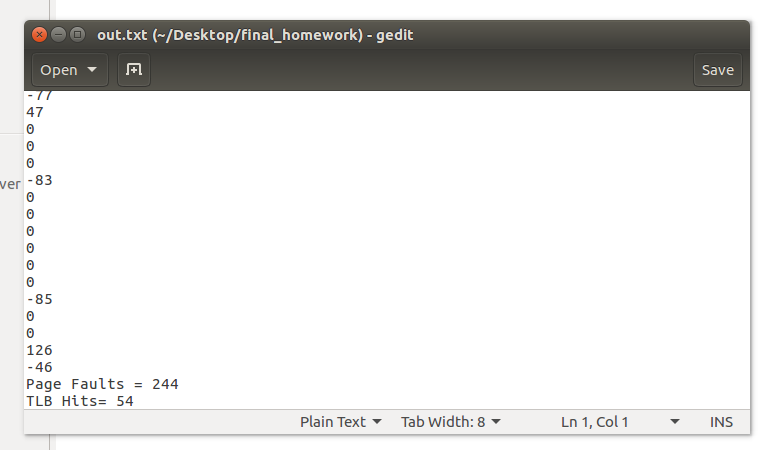 out.txt (~/Desktop/final_homework) - gedit
Open
Save
-77
47
0
0
0
ver
-83
0
0
0
0
0
0
-85
0
0
126
-46
Page Faults = 244
TLB Hits= 54
Plain Text Tab Width: 8 Ln 1, Col 1 INS